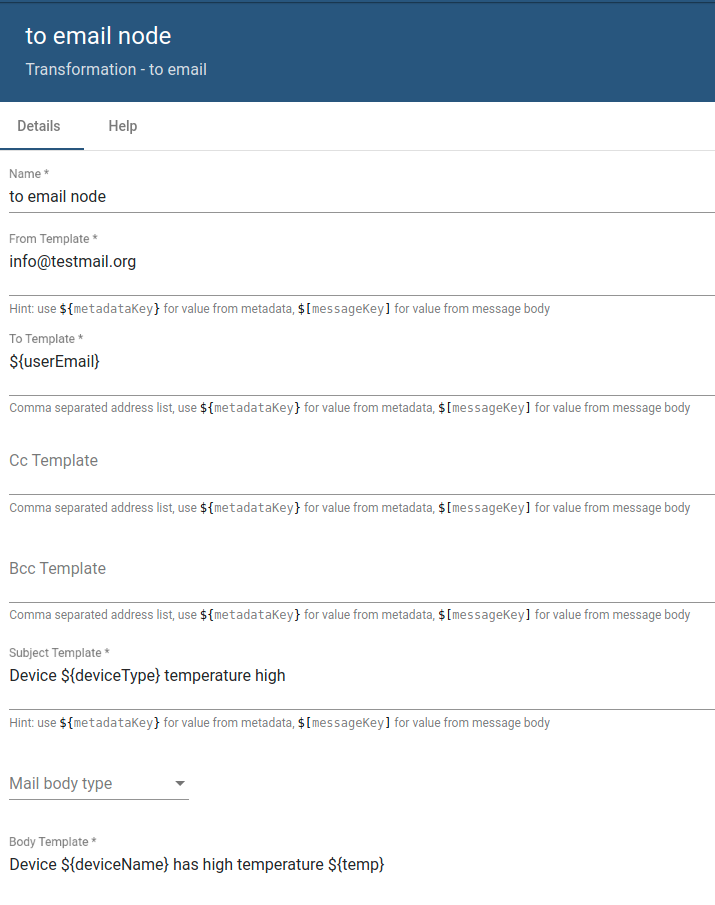 to email node
Transformation - to email
Details Help
Name *
to email node
From Template *
info@testmail.org
Hint: use ${metadataKey} for value from metadata, $[messageKey] for value from message body
To Template *
${userEmail}
Comma separated address list, use ${metadataKey} for value from metadata, $[messageKey] for value from message body
Cc Template
Comma separated address list, use ${metadataKey} for value from metadata, $[messageKey] for value from message body
Bcc Template
Comma separated address list, use ${metadataKey} for value from metadata, $[messageKey] for value from message body
Subject Template *
Device ${deviceType} temperature high
Hint: use ${metadataKey} for value from metadata, $[messageKey] for value from message body
Mail body type
Body Template *
Device ${deviceName} has high temperature ${temp}